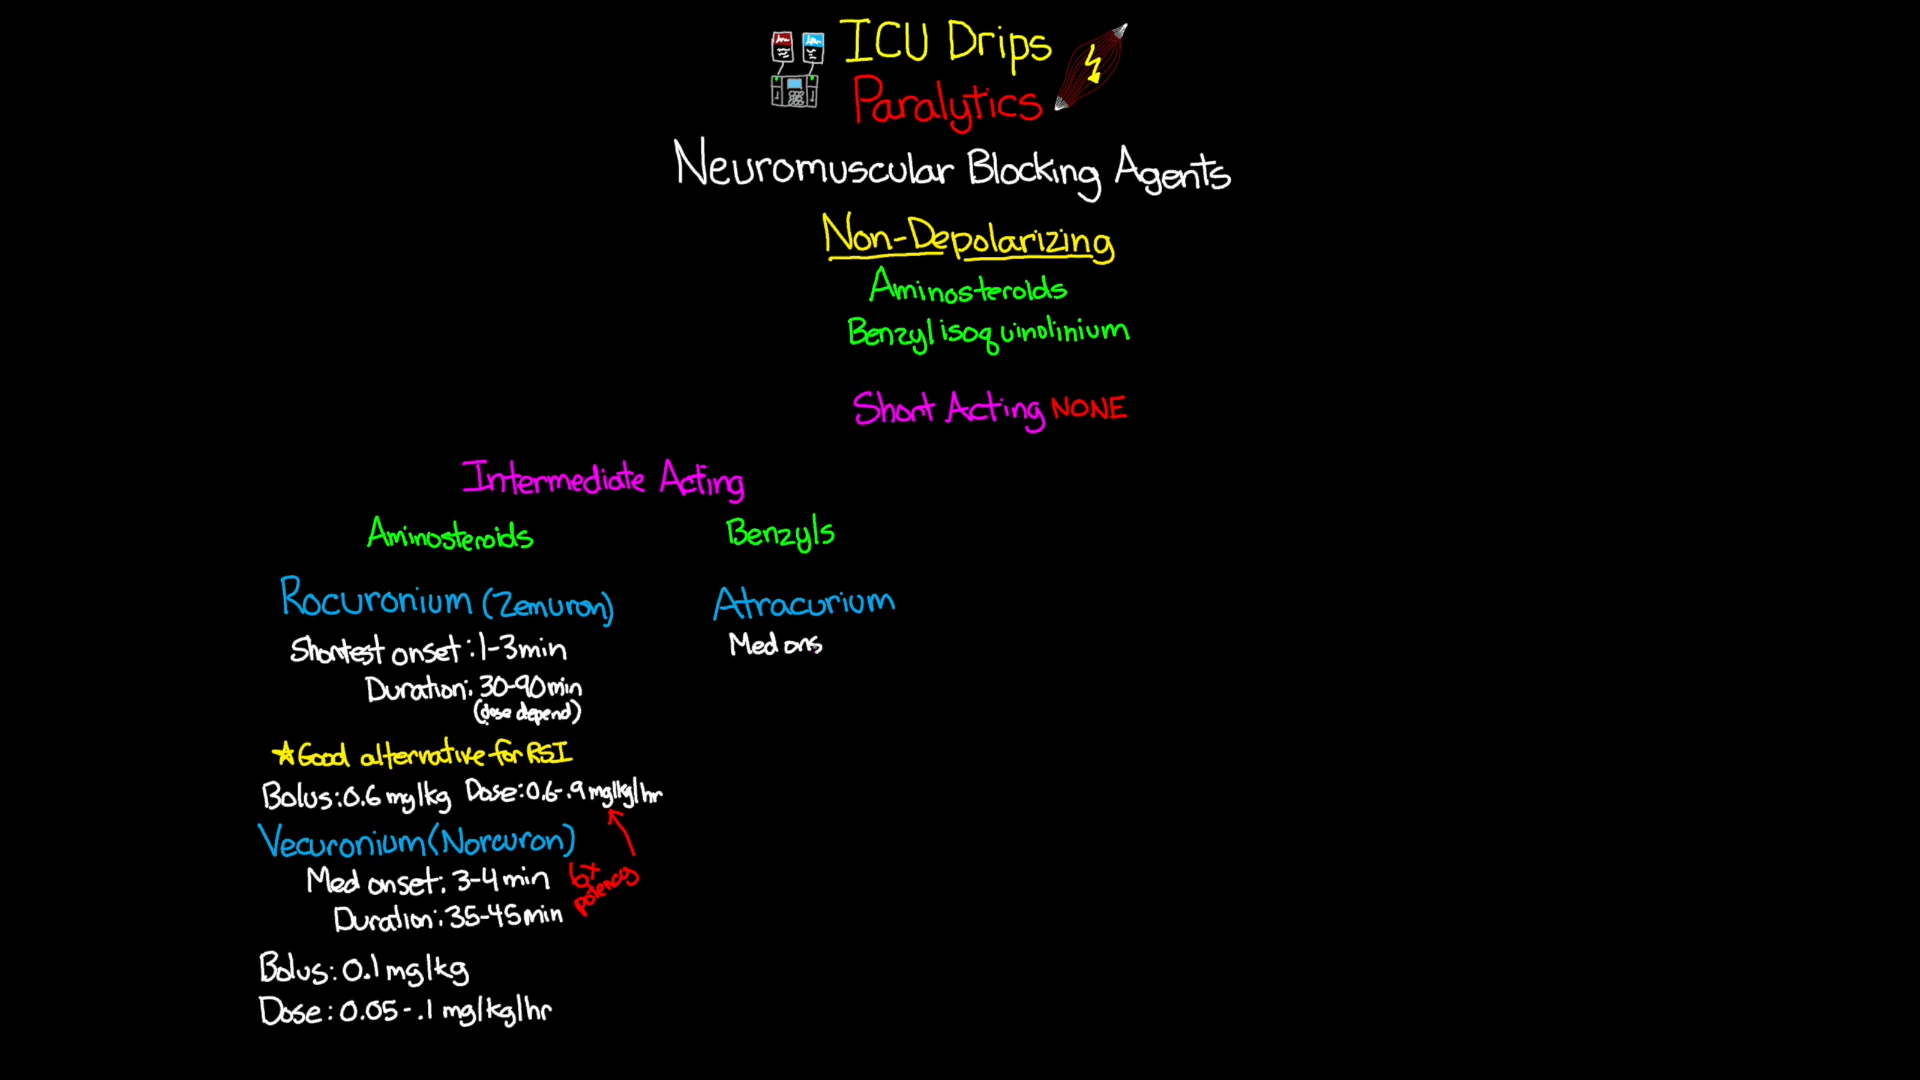 ICU Drips
Paralytics
Neuromuscular Blocking Agents
Non-Depolarizing
Aminosteroids
Benzylisoquinolinium
Short Acting NONE
Intermediate Acting
Aminosteroids
Rocuronium (Zemuron)
Shortest onset: 1-3min
Duration: 30-90min
(dose depend)
☆Good alternative for RSI
Bolus: 0.6 mg/kg Dose: 0.6-.9 mg/kg/hr
Vecuronium (Norcuron)
Med onset: 3-4 min
Duration: 35-45min
6x
potency
Bolus: 0.1 mg/kg
Dose: 0.05-.1 mg/kg/hr
Benzyls
Atracurium
Med ons